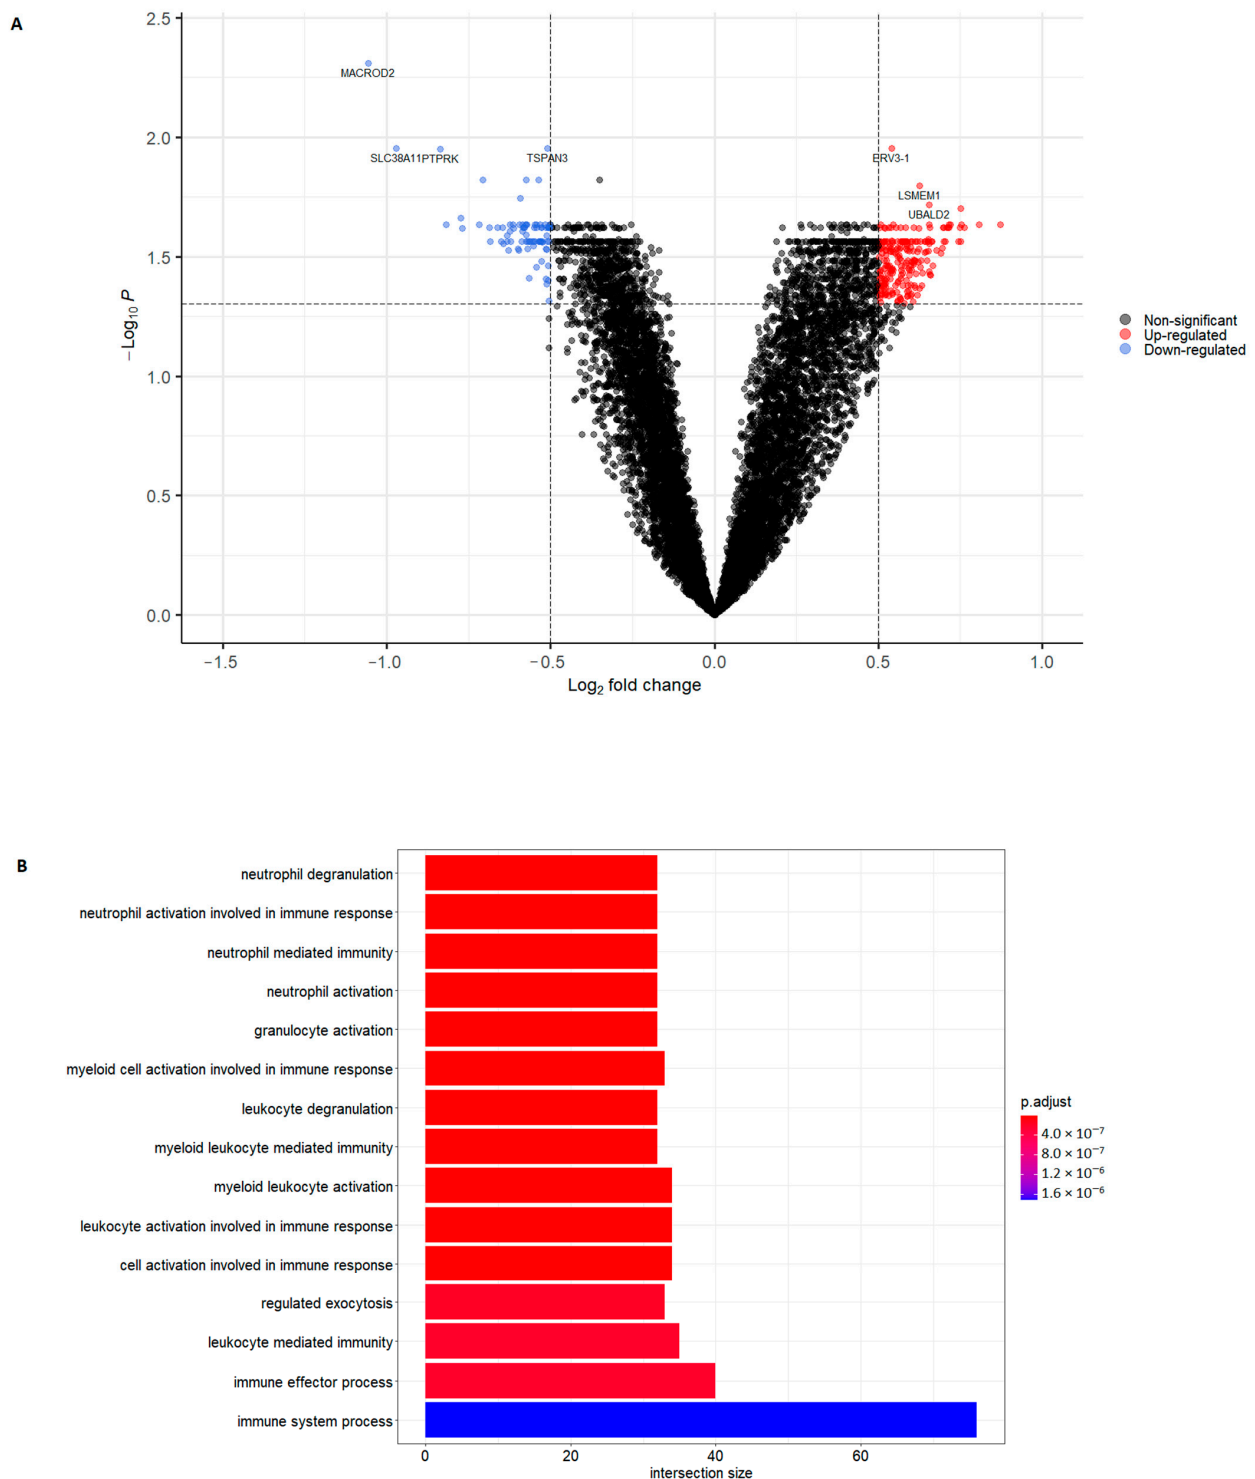 A
2.5
2.0
1.5
1.0
0.5
0.0
−Log10 P
MACROD2
SLC38A11PTPRK
TSPAN3
ERV3-1
LSMEM1
UBALD2
Non-significant
Up-regulated
Down-regulated
−1.5 −1.0 −0.5 0.0 0.5 1.0
Log2 fold change
B
neutrophil degranulation
neutrophil activation involved in immune response
neutrophil mediated immunity
neutrophil activation
granulocyte activation
myeloid cell activation involved in immune response
leukocyte degranulation
myeloid leukocyte mediated immunity
myeloid leukocyte activation
leukocyte activation involved in immune response
cell activation involved in immune response
regulated exocytosis
leukocyte mediated immunity
immune effector process
immune system process
0 20 40 60
intersection size
p.adjust
4.0 × 10⁻⁷
8.0 × 10⁻⁷
1.2 × 10⁻⁶
1.6 × 10⁻⁶